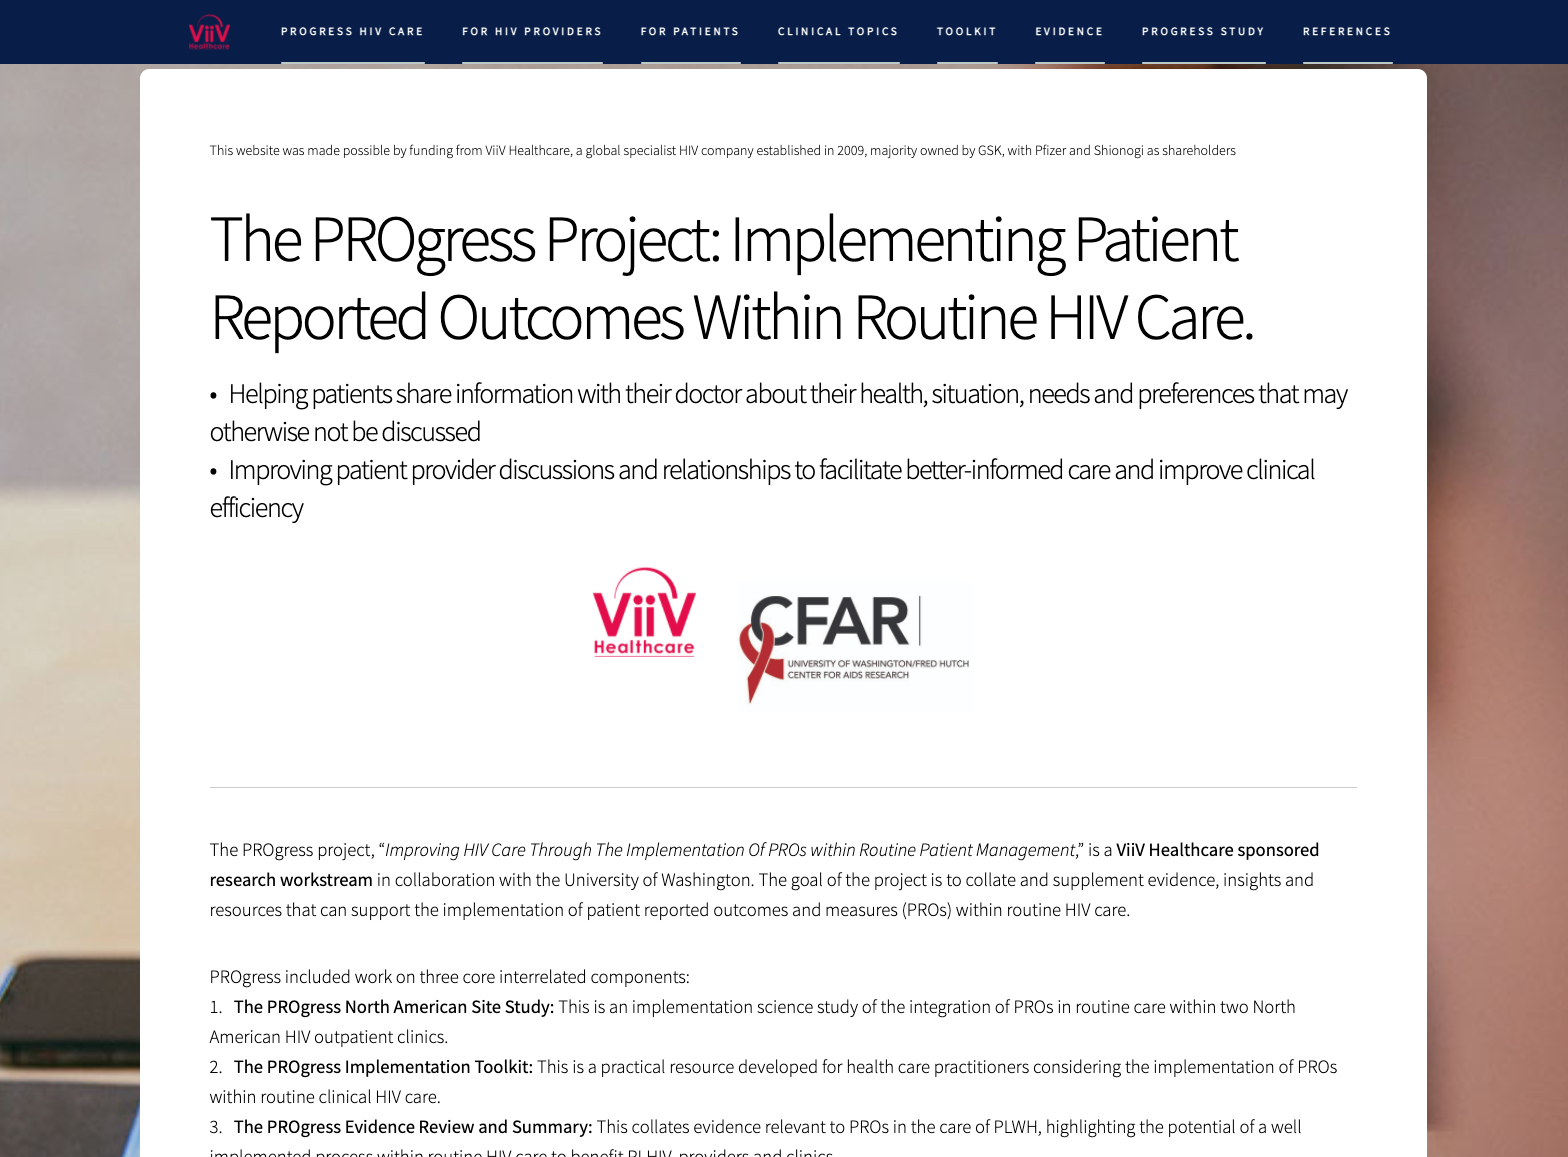 ViiV
Healthcare
PROGRESS HIV CARE
FOR HIV PROVIDERS
FOR PATIENTS
CLINICAL TOPICS
TOOLKIT
EVIDENCE
PROGRESS STUDY
REFERENCES
This website was made possible by funding from ViiV Healthcare, a global specialist HIV company established in 2009, majority owned by GSK, with Pfizer and Shionogi as shareholders
The PROgress Project: Implementing Patient
Reported Outcomes Within Routine HIV Care.
• Helping patients share information with their doctor about their health, situation, needs and preferences that may
otherwise not be discussed
• Improving patient provider discussions and relationships to facilitate better-informed care and improve clinical
efficiency
ViiV
Healthcare
CFAR
UNIVERSITY OF WASHINGTON/FRED HUTCH
CENTER FOR AIDS RESEARCH
The PROgress project, “Improving HIV Care Through The Implementation Of PROs within Routine Patient Management,” is a ViiV Healthcare sponsored
research workstream in collaboration with the University of Washington. The goal of the project is to collate and supplement evidence, insights and
resources that can support the implementation of patient reported outcomes and measures (PROs) within routine HIV care.
PROgress included work on three core interrelated components:
1. The PROgress North American Site Study: This is an implementation science study of the integration of PROs in routine care within two North
American HIV outpatient clinics.
2. The PROgress Implementation Toolkit: This is a practical resource developed for health care practitioners considering the implementation of PROs
within routine clinical HIV care.
3. The PROgress Evidence Review and Summary: This collates evidence relevant to PROs in the care of PLWH, highlighting the potential of a well
implemented process within routine HIV care to benefit PLHIV, providers and clinics.